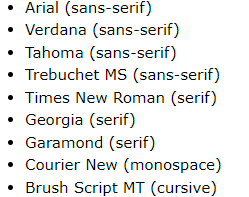 • Arial (sans-serif)
• Verdana (sans-serif)
• Tahoma (sans-serif)
• Trebuchet MS (sans-serif)
• Times New Roman (serif)
• Georgia (serif)
• Garamond (serif)
• Courier New (monospace)
• Brush Script MT (cursive)